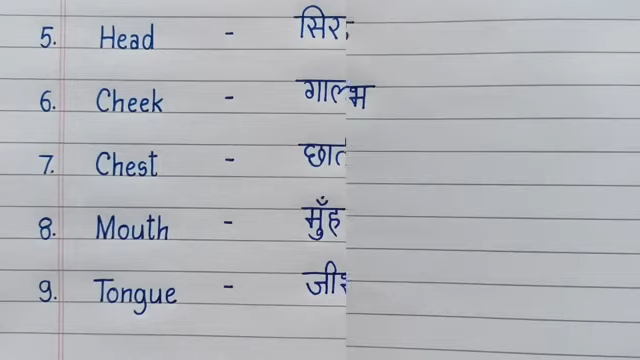 5. Head - सिर
6. Cheek - गाल
7. Chest -
8. Mouth - मुँह
9. Tongue -